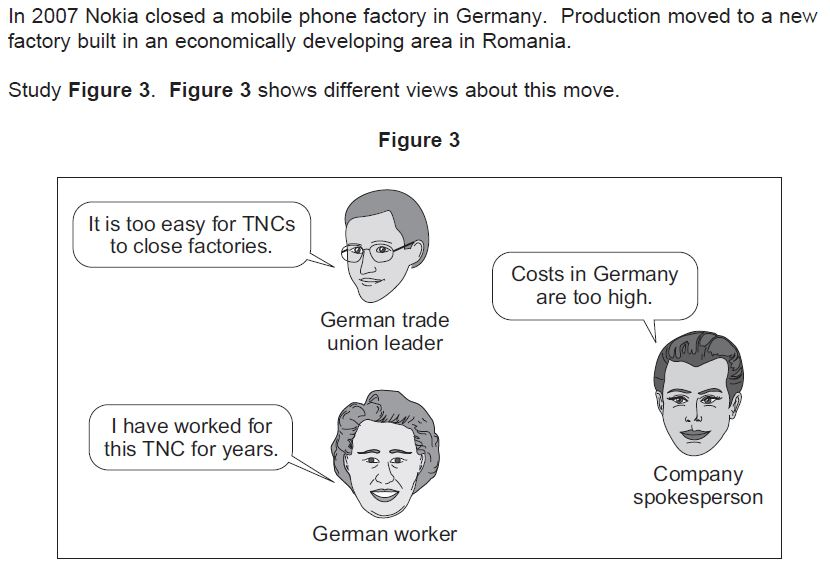 In 2007 Nokia closed a mobile phone factory in Germany.  Production moved to a new
factory built in an economically developing area in Romania.
Study Figure 3.  Figure 3 shows different views about this move.
Figure 3
It is too easy for TNCs
to close factories.
German trade
union leader
Costs in Germany
are too high.
Company
spokesperson
I have worked for
this TNC for years.
German worker